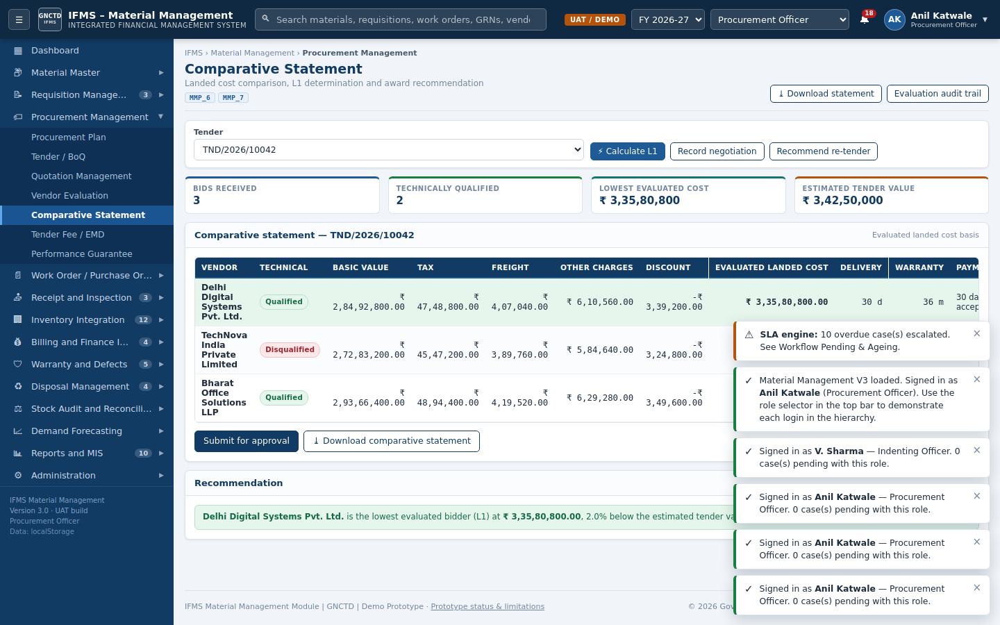 ☰ GNCTD IFMS IFMS – Material Management
INTEGRATED FINANCIAL MANAGEMENT SYSTEM
Search materials, requisitions, work orders, GRNs, vend
UAT / DEMO FY 2026-27 Procurement Officer 18 AK Anil Katwale ▼
Procurement Officer
Dashboard
Material Master ▶
Requisition Manage… 3 ▶
Procurement Management ▼
Procurement Plan
Tender / BoQ
Quotation Management
Vendor Evaluation
Comparative Statement
Tender Fee / EMD
Performance Guarantee
Work Order / Purchase Or… ▶
Receipt and Inspection 3 ▶
Inventory Integration 12 ▶
Billing and Finance I… 4 ▶
Warranty and Defects 5 ▶
Disposal Management 4 ▶
Stock Audit and Reconcili… ▶
Demand Forecasting ▶
Reports and MIS 10 ▶
Administration ▶
IFMS Material Management
Version 3.0 · UAT build
Procurement Officer
Data: localStorage
IFMS › Material Management › Procurement Management
Comparative Statement
Landed cost comparison, L1 determination and award recommendation
MMP_6 MMP_7
⤓ Download statement Evaluation audit trail
Tender
TND/2026/10042
⚡ Calculate L1 Record negotiation Recommend re-tender
BIDS RECEIVED
3
TECHNICALLY QUALIFIED
2
LOWEST EVALUATED COST
₹ 3,35,80,800
ESTIMATED TENDER VALUE
₹ 3,42,50,000
Comparative statement — TND/2026/10042 Evaluated landed cost basis
VENDOR TECHNICAL BASIC VALUE TAX FREIGHT OTHER CHARGES DISCOUNT EVALUATED LANDED COST DELIVERY WARRANTY PAYM
Delhi Digital Systems Pvt. Ltd. Qualified ₹ 2,84,92,800.00 ₹ 47,48,800.00 ₹ 4,07,040.00 ₹ 6,10,560.00 -₹ 3,39,200.00 ₹ 3,35,80,800.00 30 d 36 m 30 da accep
TechNova India Private Limited Disqualified ₹ 2,72,83,200.00 ₹ 45,47,200.00 ₹ 3,89,760.00 ₹ 5,84,640.00 -₹ 3,24,800.00
Bharat Office Solutions LLP Qualified ₹ 2,93,66,400.00 ₹ 48,94,400.00 ₹ 4,19,520.00 ₹ 6,29,280.00 -₹ 3,49,600.00
Submit for approval ⤓ Download comparative statement
Recommendation
Delhi Digital Systems Pvt. Ltd. is the lowest evaluated bidder (L1) at ₹ 3,35,80,800.00, 2.0% below the estimated tender va
IFMS Material Management Module | GNCTD | Demo Prototype · Prototype status & limitations © 2026 Gov
⚠ SLA engine: 10 overdue case(s) escalated. ×
See Workflow Pending & Ageing.
✓ Material Management V3 loaded. Signed in as ×
Anil Katwale (Procurement Officer). Use the
role selector in the top bar to demonstrate
each login in the hierarchy.
✓ Signed in as V. Sharma — Indenting Officer. 0 ×
case(s) pending with this role.
✓ Signed in as Anil Katwale — Procurement ×
Officer. 0 case(s) pending with this role.
✓ Signed in as Anil Katwale — Procurement ×
Officer. 0 case(s) pending with this role.
✓ Signed in as Anil Katwale — Procurement ×
Officer. 0 case(s) pending with this role.